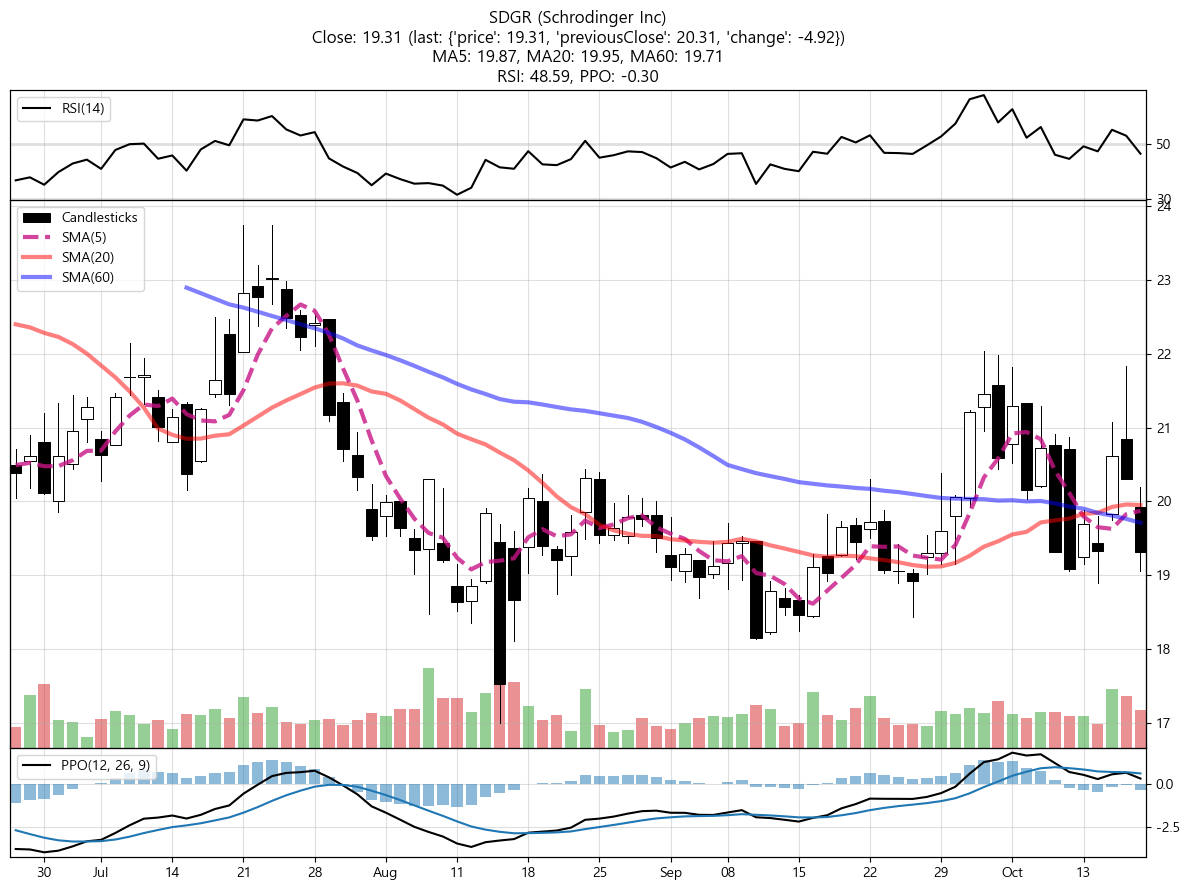 SDGR (Schrodinger Inc)
Close: 19.31 (last: {'price': 19.31, 'previousClose': 20.31, 'change': -4.92})
MA5: 19.87, MA20: 19.95, MA60: 19.71
RSI: 48.59, PPO: -0.30
RSI(14)
50
30
Candlesticks
SMA(5)
SMA(20)
SMA(60)
24
23
22
21
20
19
18
17
PPO(12, 26, 9)
0.0
−2.5
30 Jul 14 21 28 Aug 11 18 25 Sep 08 15 22 29 Oct 13